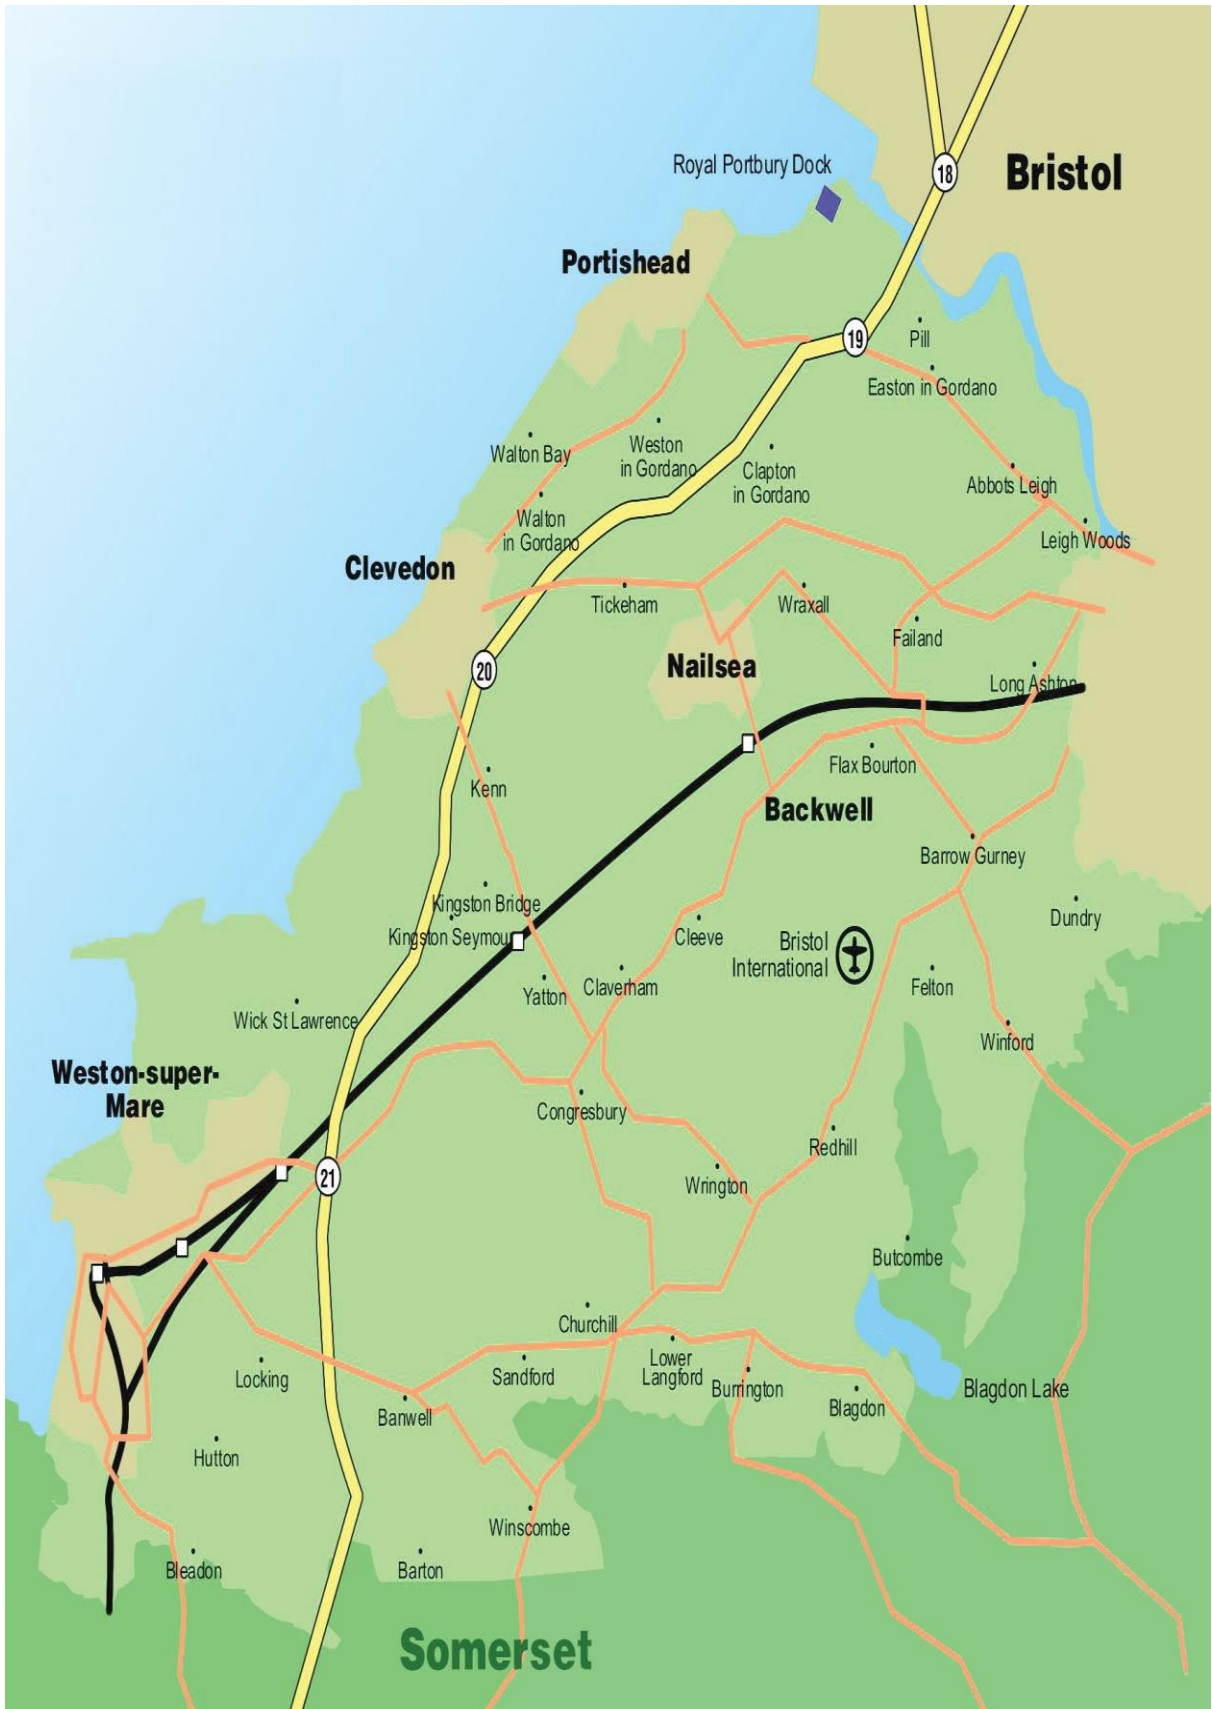 Royal Portbury Dock
18
Bristol
Portishead
19
Pill
Easton in Gordano
Walton Bay
Weston
in Gordano
Clapton
in Gordano
Abbots Leigh
Walton
in Gordano
Leigh Woods
Clevedon
Tickeham
Wraxall
Failand
20
Nailsea
Long Ashton
Kenn
Flax Bourton
Backwell
Barrow Gurney
Kingston Bridge
Kingston Seymour
Cleeve
Dundry
Bristol
International
Yatton
Claverham
Felton
Wick St Lawrence
Winford
Weston-super-
Mare
Congresbury
Redhill
21
Wrington
Butcombe
Churchill
Locking
Sandford
Lower
Langford
Burrington
Blagdon Lake
Banwell
Blagdon
Hutton
Winscombe
Bleadon
Barton
Somerset